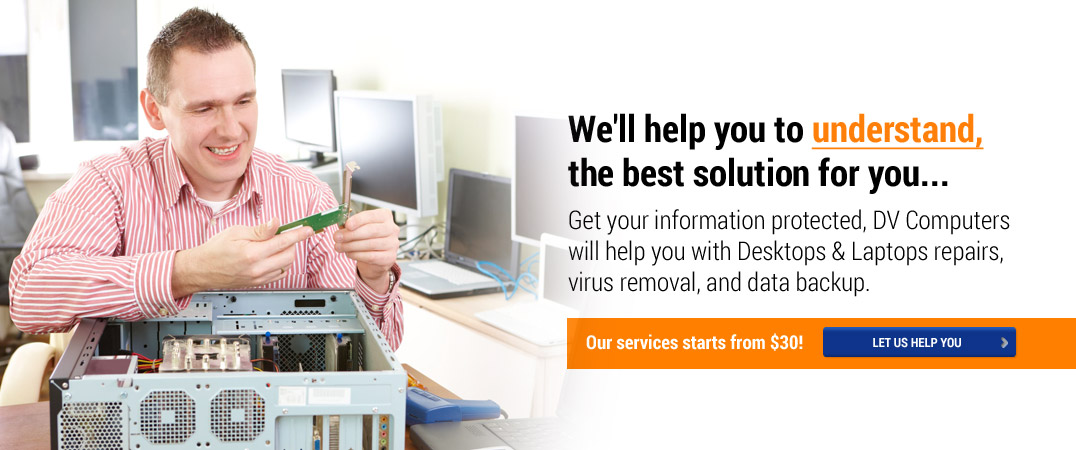 We'll help you to understand,
the best solution for you...
Get your information protected, DV Computers
will help you with Desktops & Laptops repairs,
virus removal, and data backup.
Our services starts from $30!
LET US HELP YOU